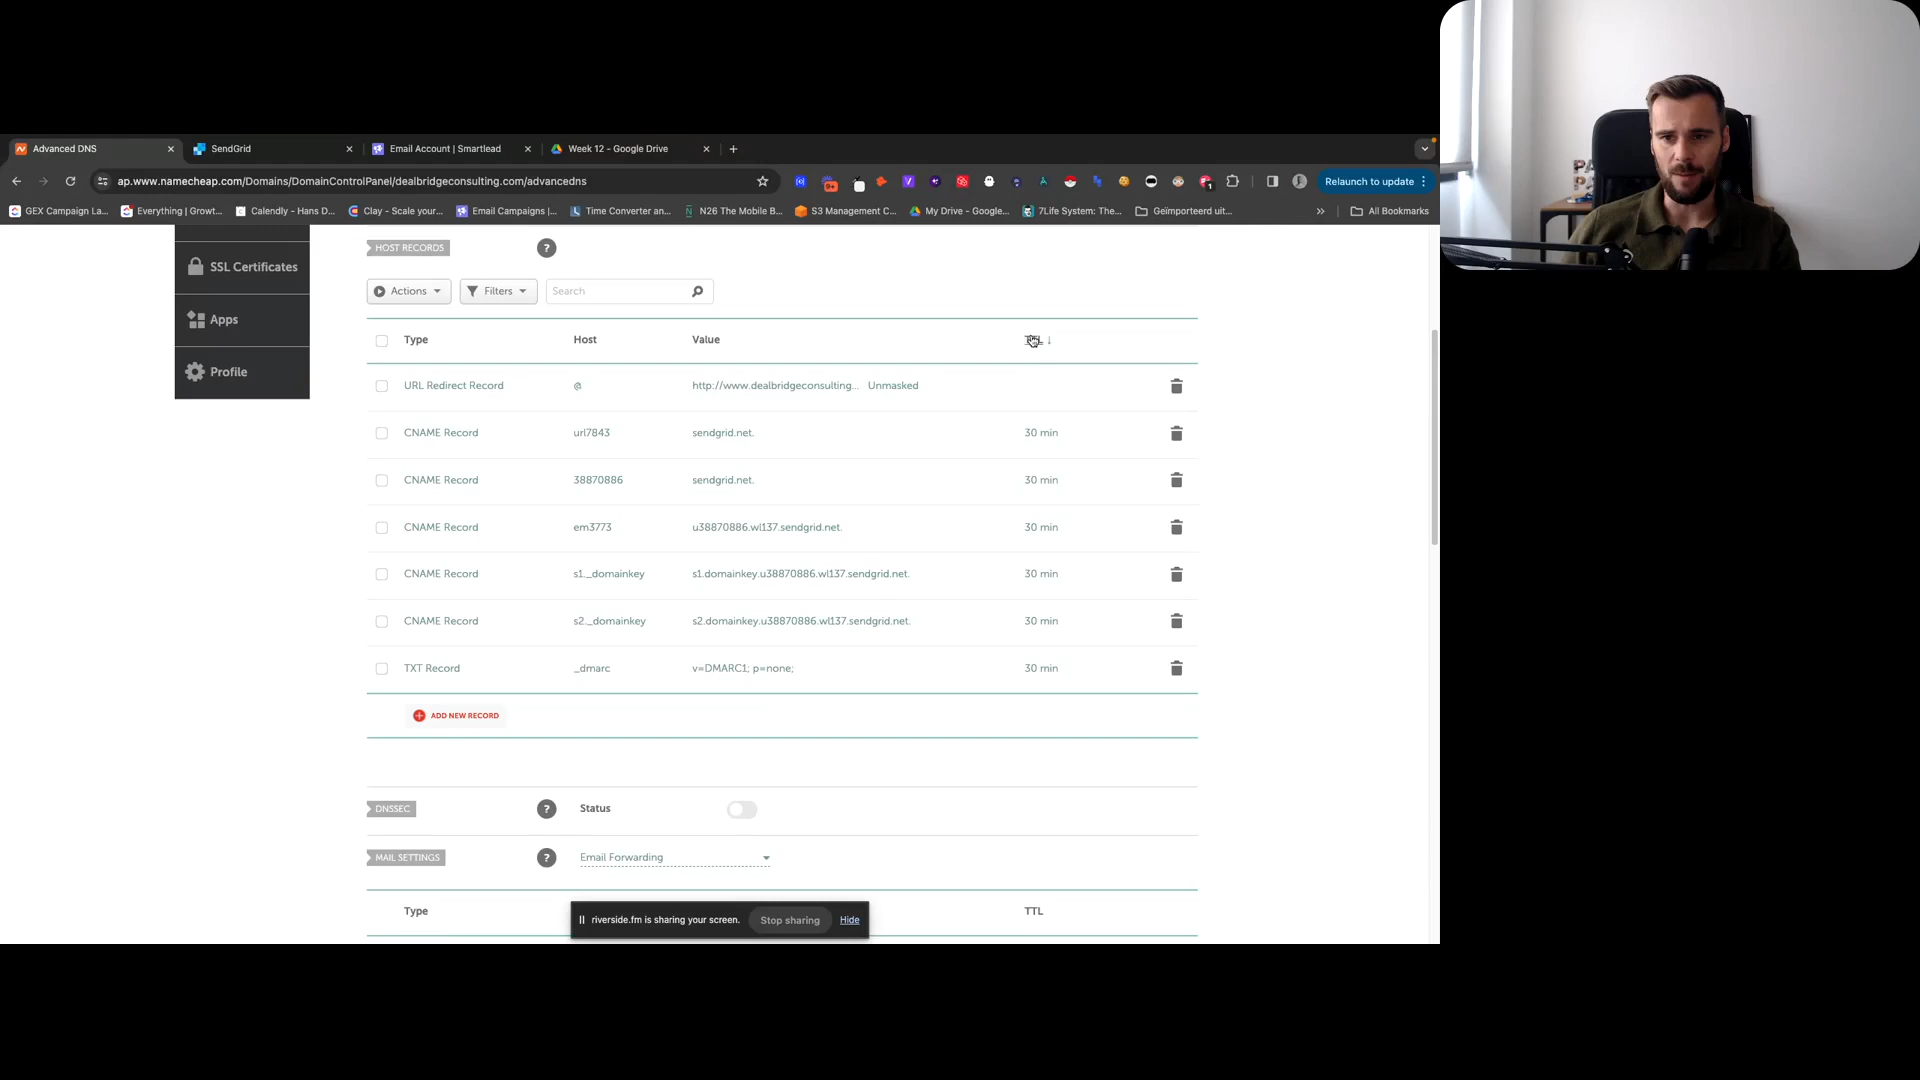 Advanced DNS
SendGrid
Email Account | Smartlead
Week 12 - Google Drive
ap.www.namecheap.com/Domains/DomainControlPanel/dealbridgeconsulting.com/advancedns
9+
1
Relaunch to update
GEX Campaign La...
Everything | Growt...
Calendly - Hans D...
Clay - Scale your...
Email Campaigns |...
Time Converter an...
N26 The Mobile B...
S3 Management C...
My Drive - Google...
7Life System: The...
Geïmporteerd uit...
All Bookmarks
SSL Certificates
Apps
Profile
HOST RECORDS
?
Actions
Filters
Search
Type Host Value
URL Redirect Record @ http://www.dealbridgeconsulting... Unmasked
CNAME Record url7843 sendgrid.net. 30 min
CNAME Record 38870886 sendgrid.net. 30 min
CNAME Record em3773 u38870886.wl137.sendgrid.net. 30 min
CNAME Record s1._domainkey s1.domainkey.u38870886.wl137.sendgrid.net. 30 min
CNAME Record s2._domainkey s2.domainkey.u38870886.wl137.sendgrid.net. 30 min
TXT Record _dmarc v=DMARC1; p=none; 30 min
ADD NEW RECORD
DNSSEC ? Status
MAIL SETTINGS ? Email Forwarding
Type TTL
riverside.fm is sharing your screen. Stop sharing Hide